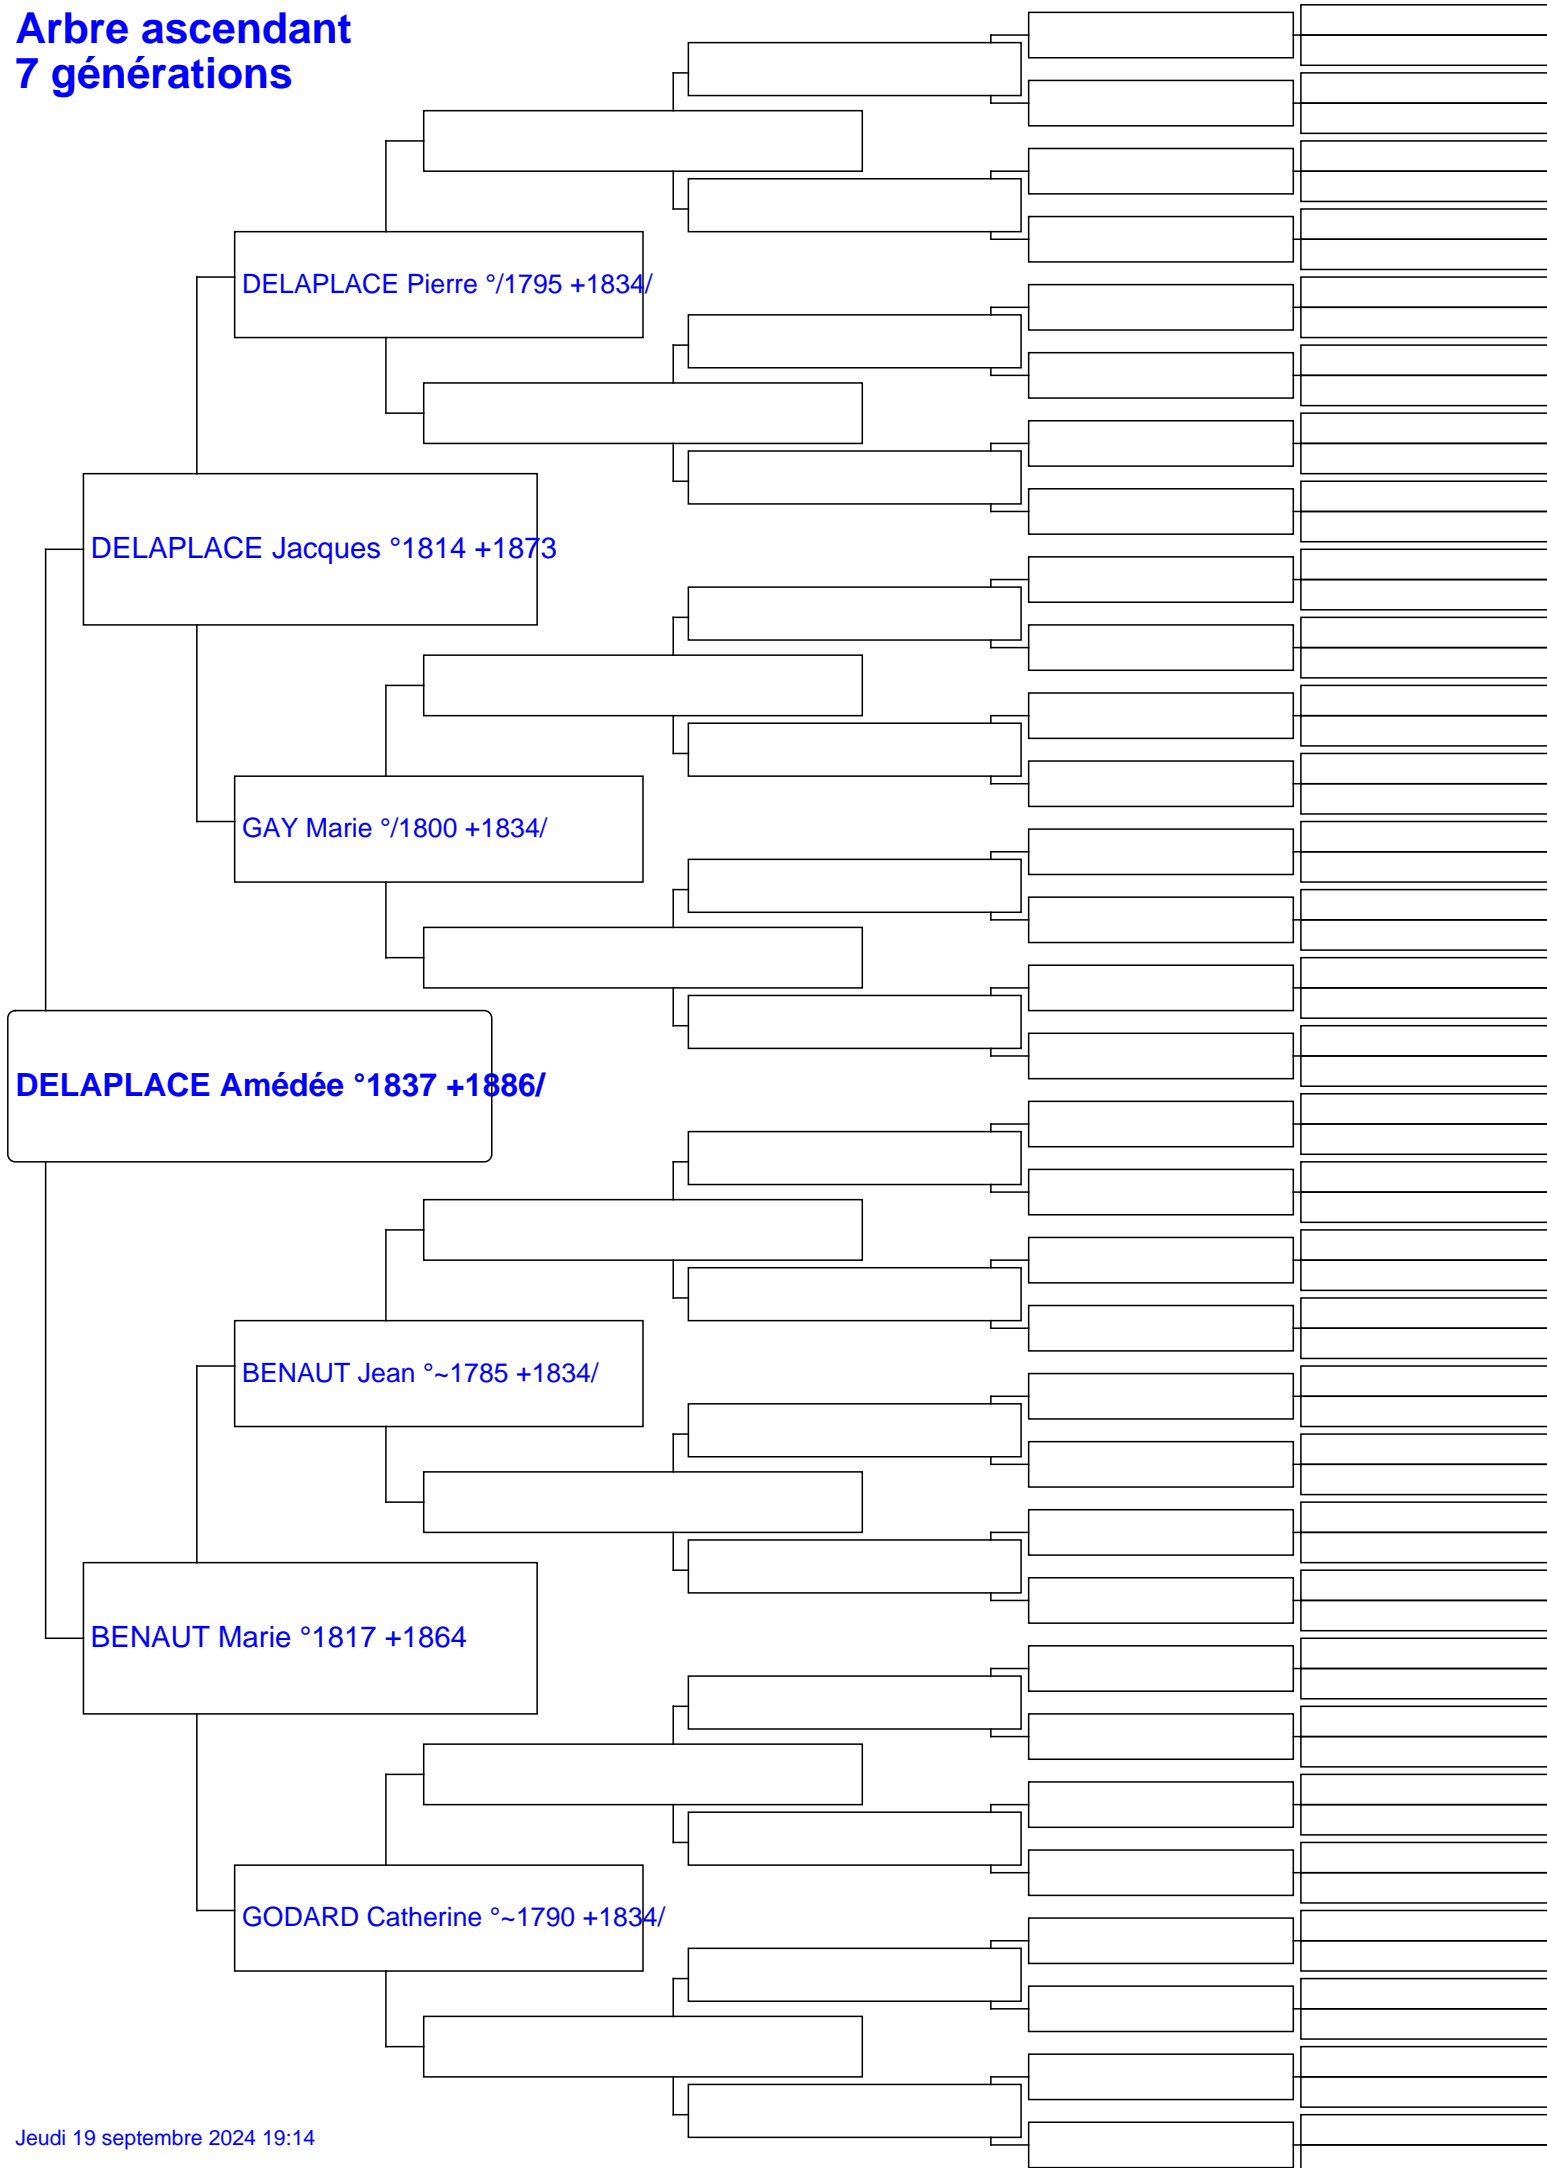 Arbre ascendant
7 générations
DELAPLACE Pierre °/1795 +1834/
DELAPLACE Jacques °1814 +1873
GAY Marie °/1800 +1834/
DELAPLACE Amédée °1837 +1886/
BENAUT Jean °~1785 +1834/
BENAUT Marie °1817 +1864
GODARD Catherine °~1790 +1834/
Jeudi 19 septembre 2024 19:14